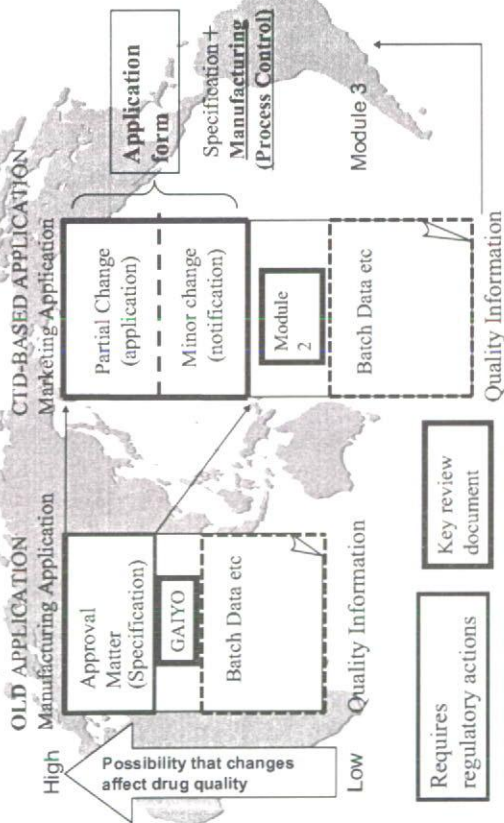 OLD APPLICATION
Manufacturing Application
CTD-BASED APPLICATION
Marketing Application
High
Possibility that changes
affect drug quality
Low
Approval
Matter
(Specification)
GAIYO
Batch Data etc
Quality Information
Partial Change
(application)
Minor change
(notification)
Module
2
Batch Data etc
Quality Information
Application
form
Specification+
Manufacturing
(Process Control)
Module 3
Requires
regulatory actions
Key review
document